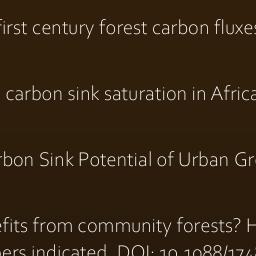 first century forest carbon fluxes
carbon sink saturation in Africa
rbon Sink Potential of Urban Gr
efits from community forests? H
pers indicated. DOI: 10.1088/174